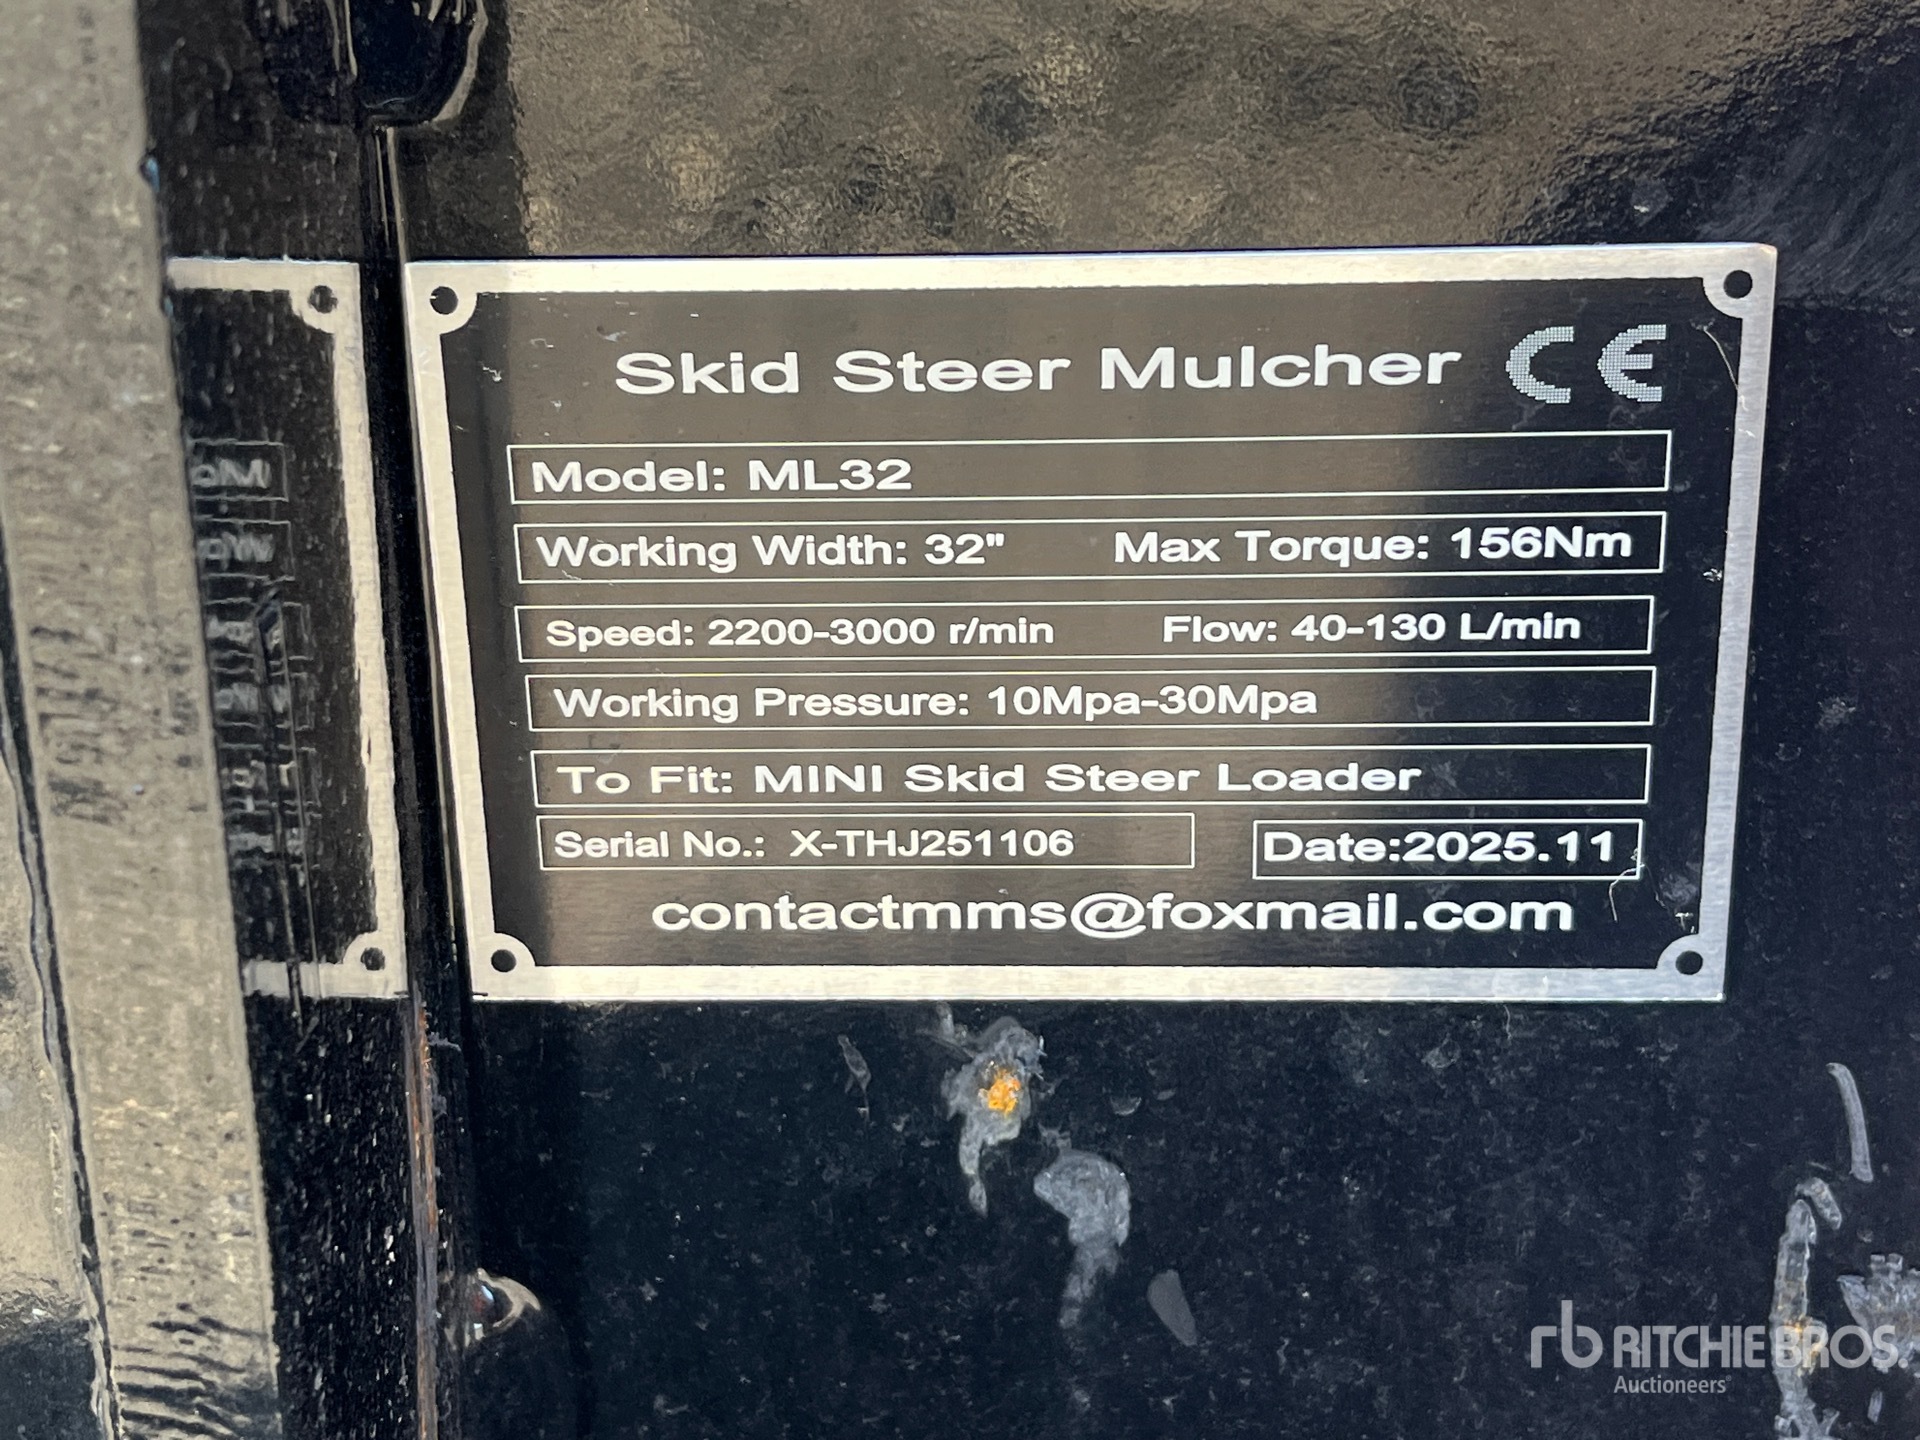 Skid Steer Mulcher CE
Model: ML32
Working Width: 32" Max Torque: 156Nm
Speed: 2200-3000 r/min Flow: 40-130 L/min
Working Pressure: 10Mpa-30Mpa
To Fit: MINI Skid Steer Loader
Serial No.: X-THJ251106 Date:2025.11
contactmms@foxmail.com
rb RITCHIE BROS.
Auctioneers